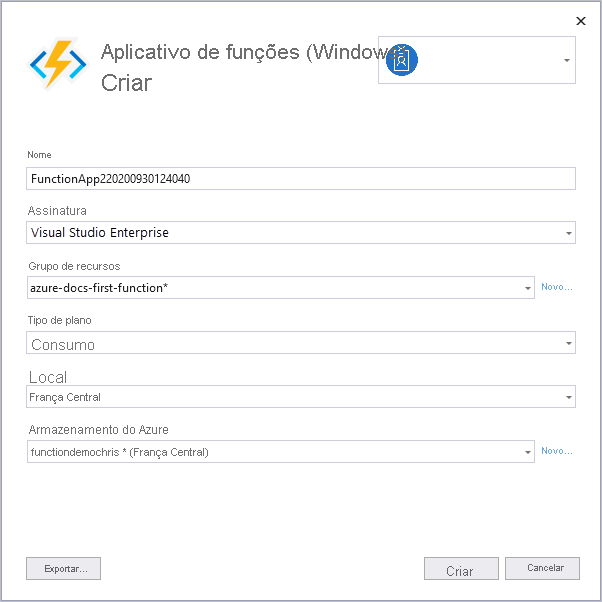 Aplicativo de funções (Windows
Criar
Nome
FunctionApp220200930124040
Assinatura
Visual Studio Enterprise
Grupo de recursos
azure-docs-first-function*
Novo...
Tipo de plano
Consumo
Local
França Central
Armazenamento do Azure
functiondemochris * (França Central)
Novo...
Exportar...
Criar
Cancelar